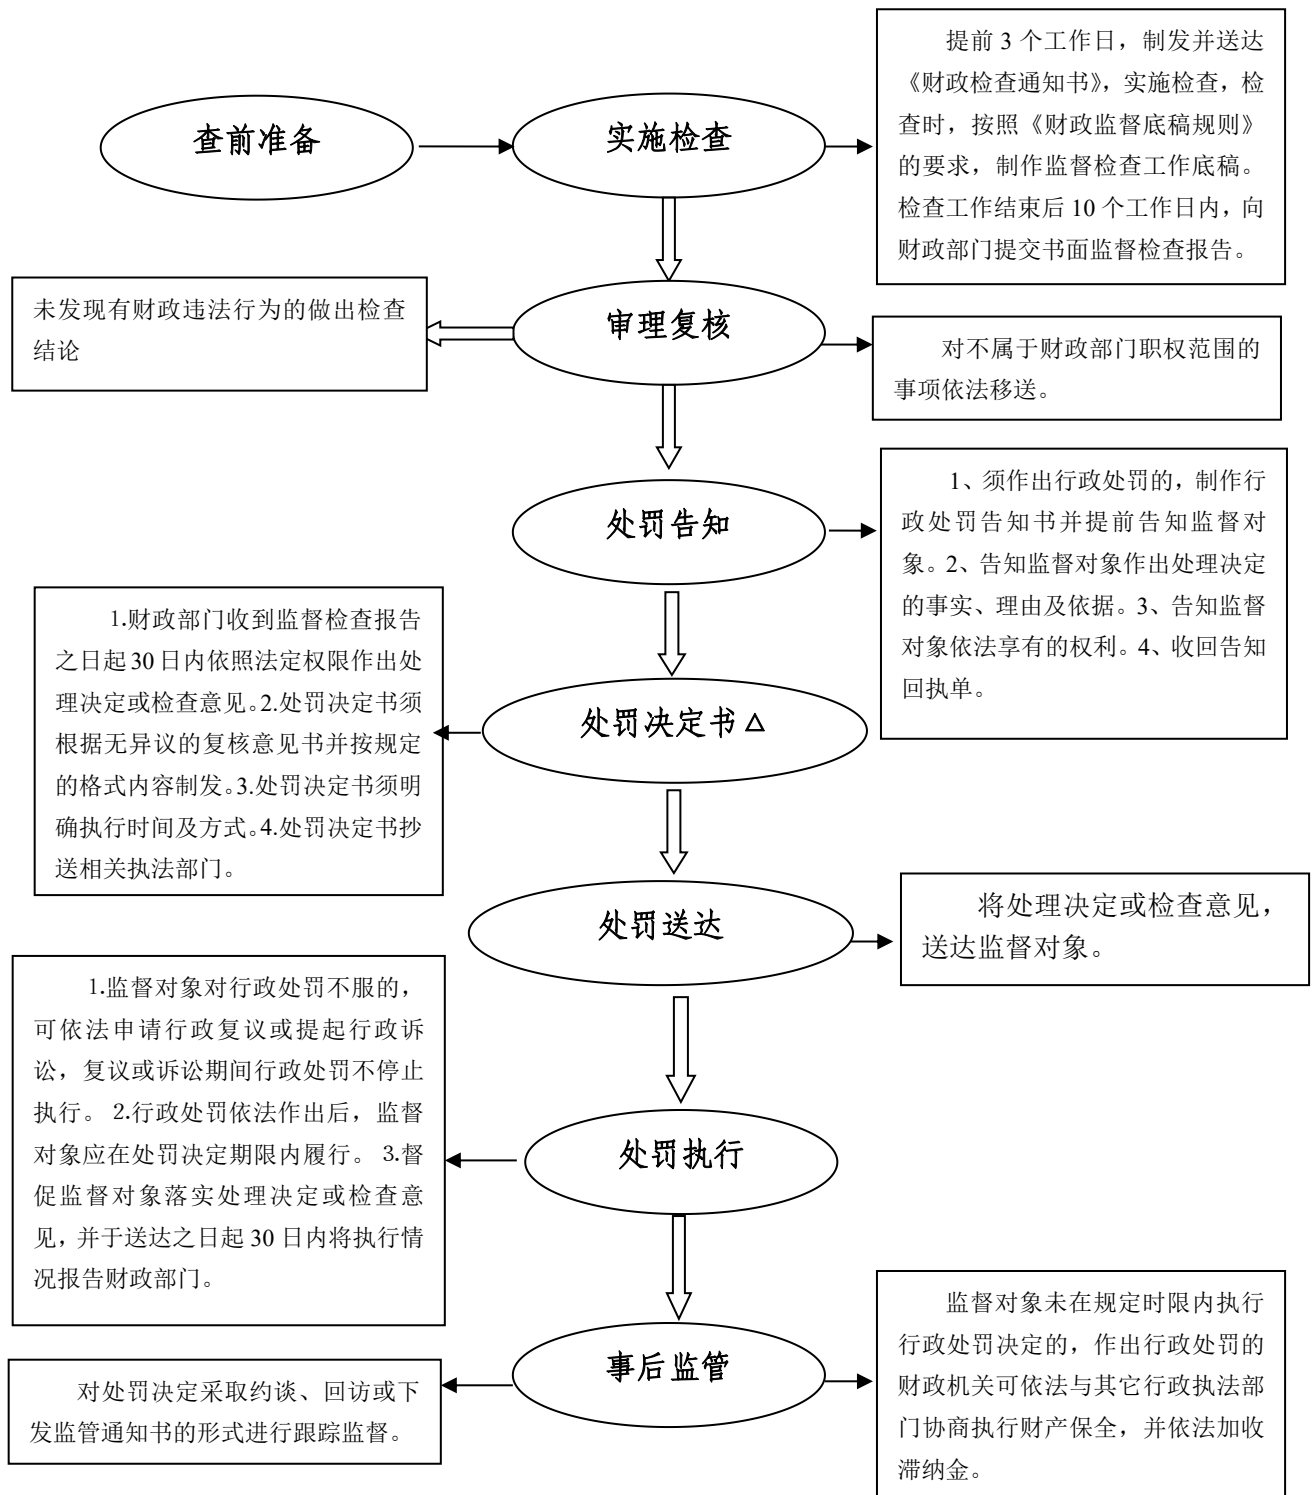 查前准备
实施检查
提前 3 个工作日，制发并送达
《财政检查通知书》，实施检查，检
查时，按照《财政监督底稿规则》
的要求，制作监督检查工作底稿。
检查工作结束后 10 个工作日内，向
财政部门提交书面监督检查报告。
未发现有财政违法行为的做出检查
结论
审理复核
对不属于财政部门职权范围的
事项依法移送。
处罚告知
1、须作出行政处罚的，制作行
政处罚告知书并提前告知监督对
象。2、告知监督对象作出处理决定
的事实、理由及依据。3、告知监督
对象依法享有的权利。4、收回告知
回执单。
1.财政部门收到监督检查报告
之日起 30 日内依照法定权限作出处
理决定或检查意见。2.处罚决定书须
根据无异议的复核意见书并按规定
的格式内容制发。3.处罚决定书须明
确执行时间及方式。4.处罚决定书抄
送相关执法部门。
处罚决定书△
处罚送达
将处理决定或检查意见，
送达监督对象。
1.监督对象对行政处罚不服的，
可依法申请行政复议或提起行政诉
讼，复议或诉讼期间行政处罚不停止
执行。 2.行政处罚依法作出后，监督
对象应在处罚决定期限内履行。 3.督
促监督对象落实处理决定或检查意
见，并于送达之日起 30 日内将执行情
况报告财政部门。
处罚执行
事后监管
对处罚决定采取约谈、回访或下
发监管通知书的形式进行跟踪监督。
监督对象未在规定时限内执行
行政处罚决定的，作出行政处罚的
财政机关可依法与其它行政执法部
门协商执行财产保全，并依法加收
滞纳金。